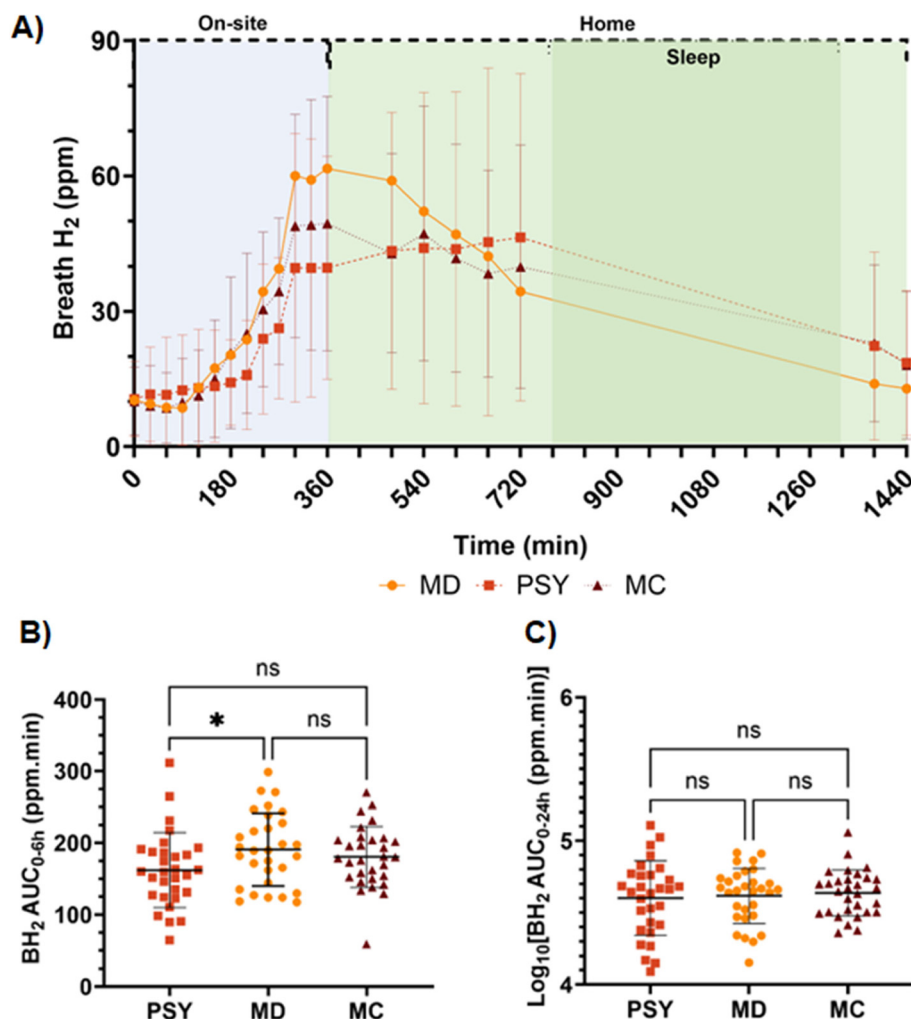 A)
On-site
Home
Sleep
90
60
30
0
Breath H₂ (ppm)
0 180 360 540 720 900 1080 1260 1440
Time (min)
MD PSY MC
B)
ns
* ns
400
300
200
100
0
BH₂ AUC₀₋₆ₕ (ppm.min)
PSY MD MC
C)
ns
ns ns
6
5
4
Log₁₀[BH₂ AUC₀₋₂₄ₕ (ppm.min)]
PSY MD MC